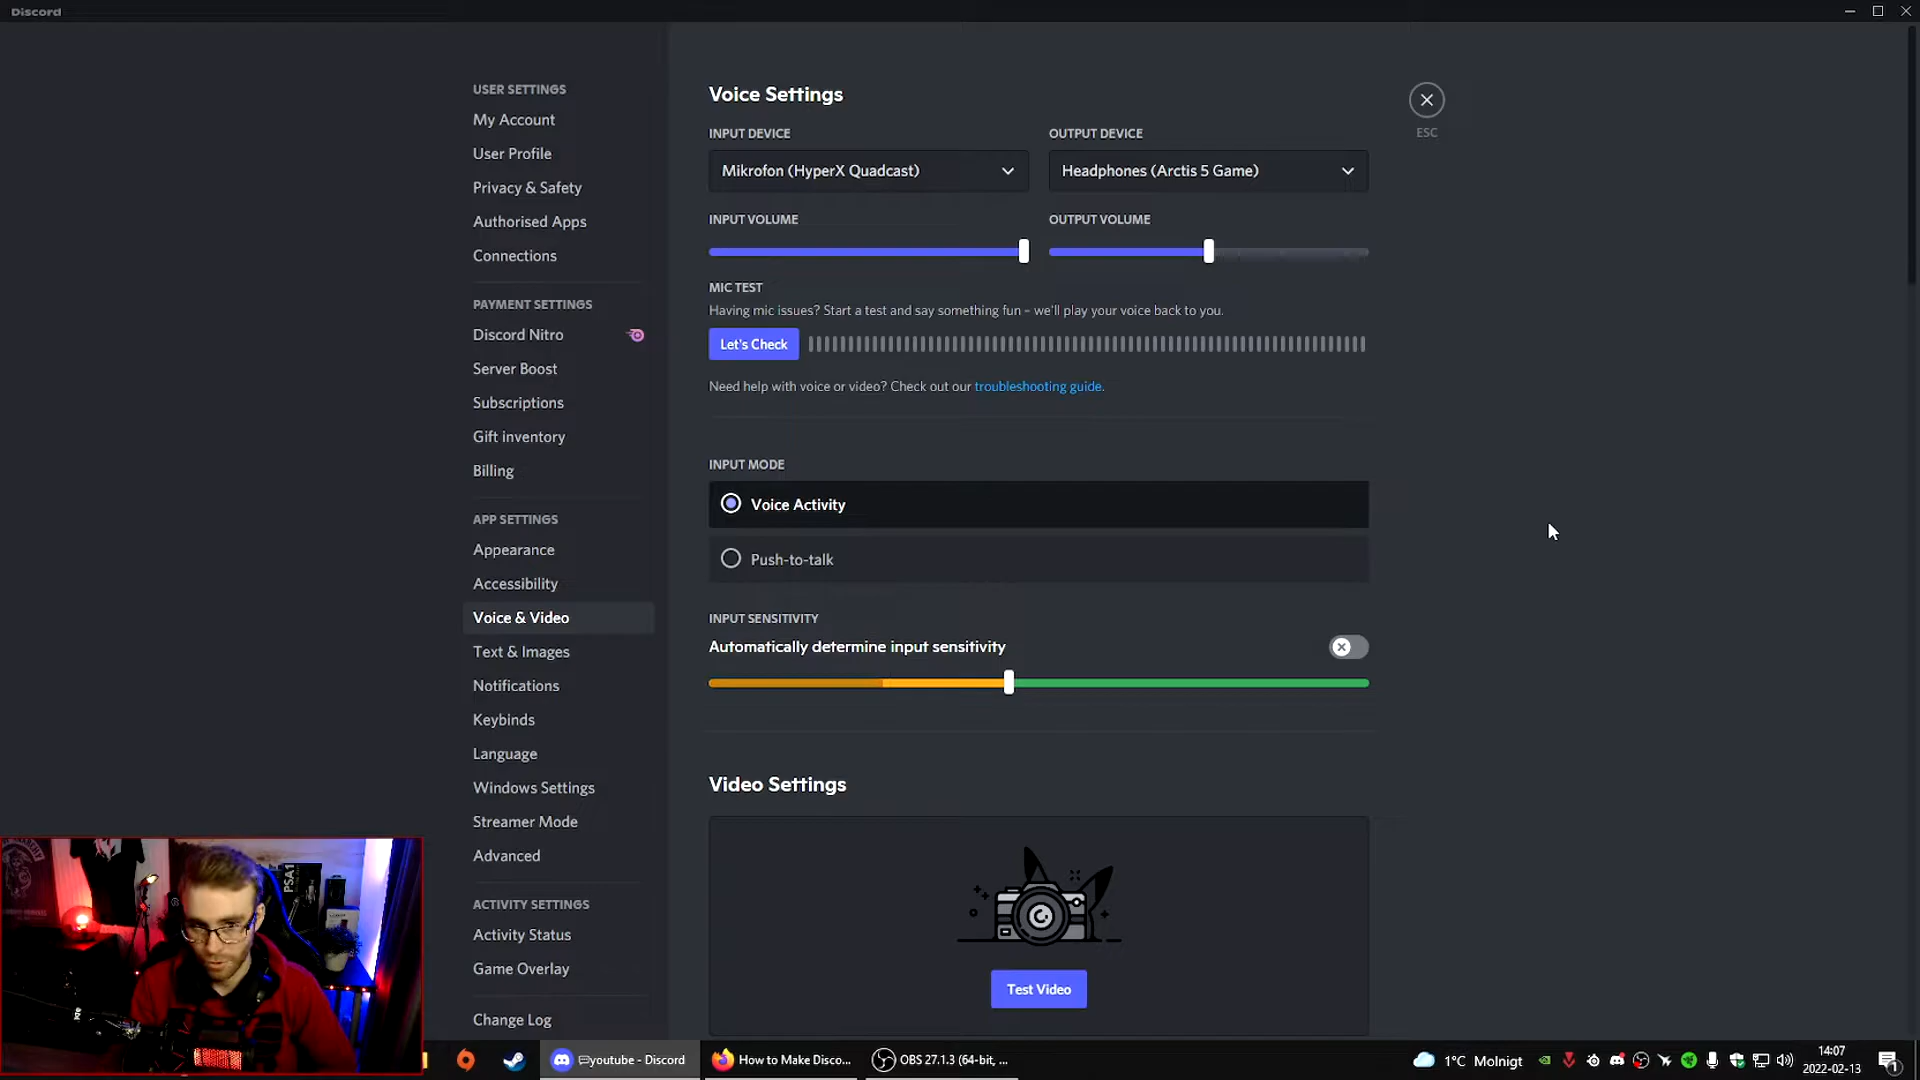 Discord
USER SETTINGS
My Account
User Profile
Privacy & Safety
Authorised Apps
Connections
PAYMENT SETTINGS
Discord Nitro
Server Boost
Subscriptions
Gift inventory
Billing
APP SETTINGS
Appearance
Accessibility
Voice & Video
Text & Images
Notifications
Keybinds
Language
Windows Settings
Streamer Mode
Advanced
ACTIVITY SETTINGS
Activity Status
Game Overlay
Change Log
Voice Settings
ESC
INPUT DEVICE
OUTPUT DEVICE
Mikrofon (HyperX Quadcast)
Headphones (Arctis 5 Game)
INPUT VOLUME
OUTPUT VOLUME
MIC TEST
Having mic issues? Start a test and say something fun – we'll play your voice back to you.
Let's Check
Need help with voice or video? Check out our troubleshooting guide.
INPUT MODE
Voice Activity
Push-to-talk
INPUT SENSITIVITY
Automatically determine input sensitivity
Video Settings
Test Video
PSA1
youtube - Discord
How to Make Disco...
OBS 27.1.3 (64-bit, ...
1°C Molnigt
14:07
2022-02-13
1